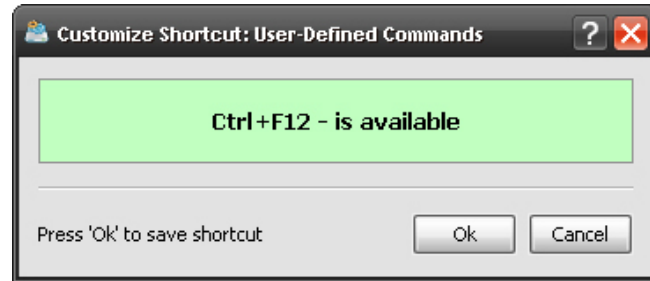 Customize Shortcut: User-Defined Commands ?
Ctrl+F12 - is available
Press 'Ok' to save shortcut Ok Cancel